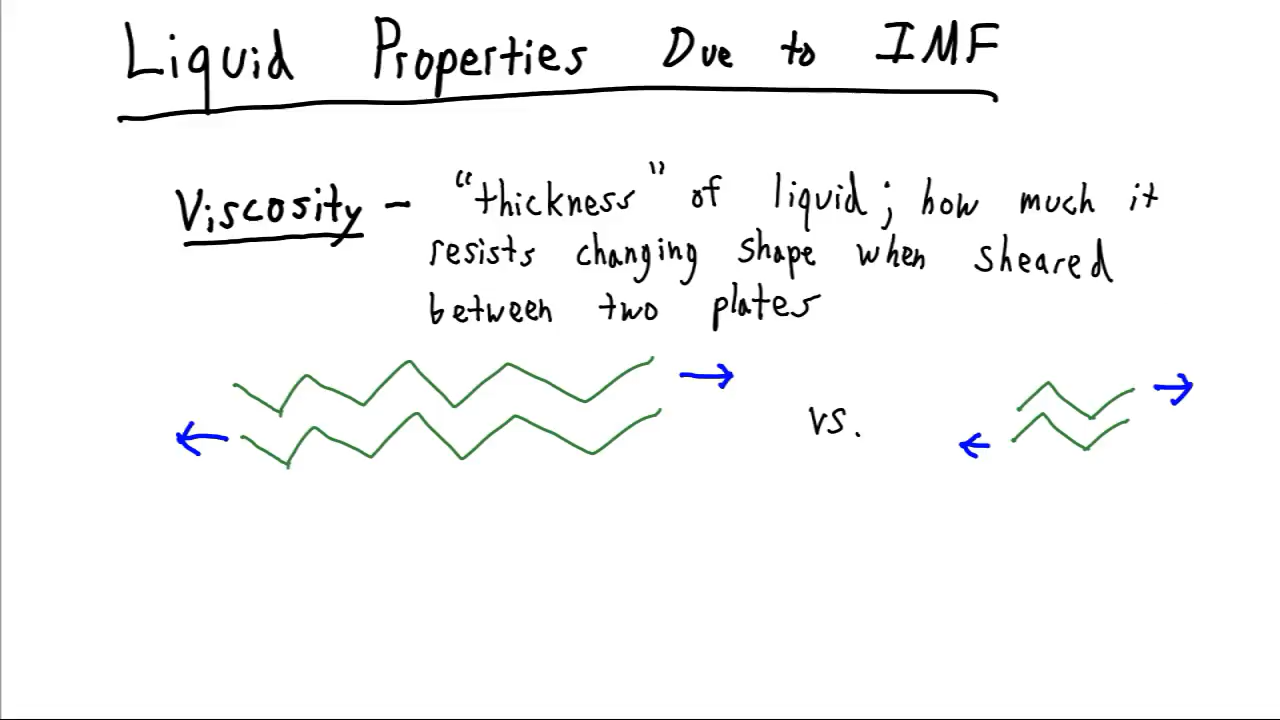 Liquid Properties Due to IMF
Viscosity - "thickness" of liquid; how much it
resists changing shape when sheared
between two plates
vs.